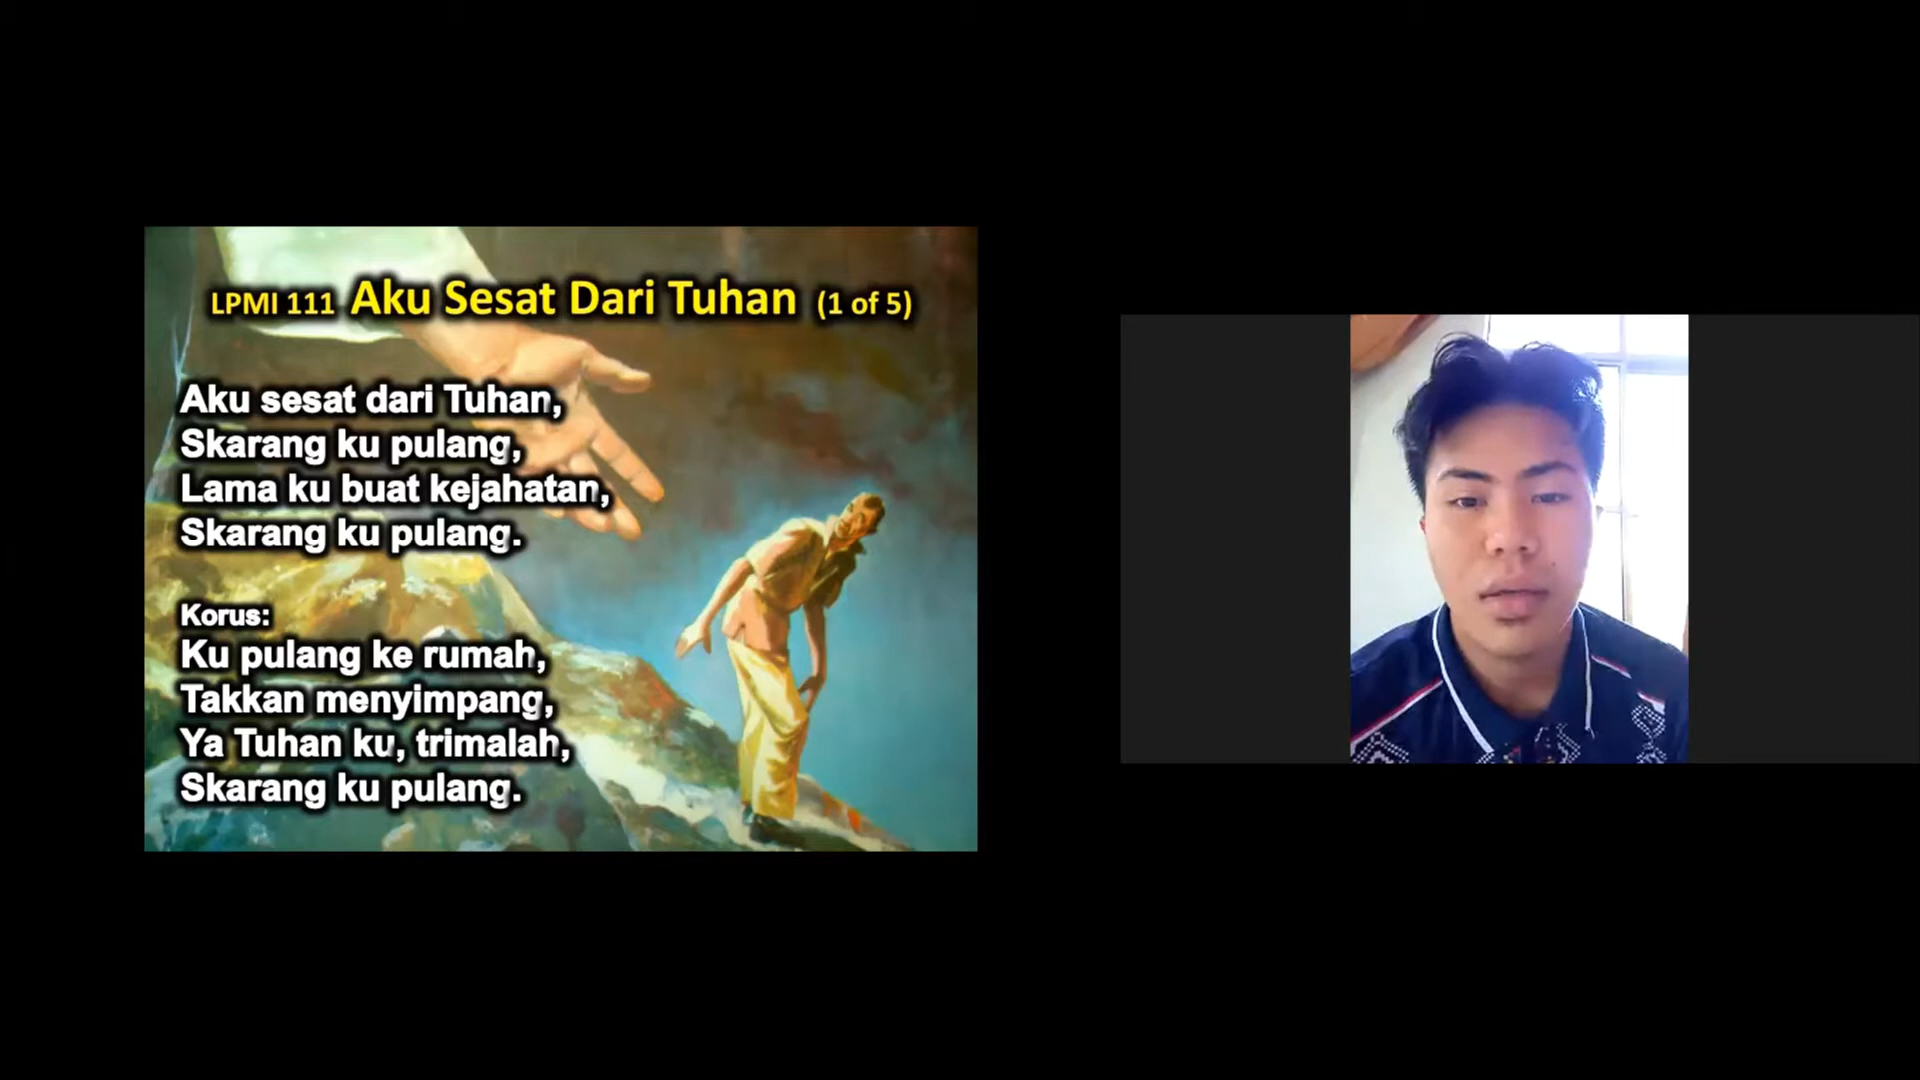 LPMI 111 Aku Sesat Dari Tuhan (1 of 5)
Aku sesat dari Tuhan,
Skarang ku pulang,
Lama ku buat kejahatan,
Skarang ku pulang.
Korus:
Ku pulang ke rumah,
Takkan menyimpang,
Ya Tuhan ku, trimalah,
Skarang ku pulang.